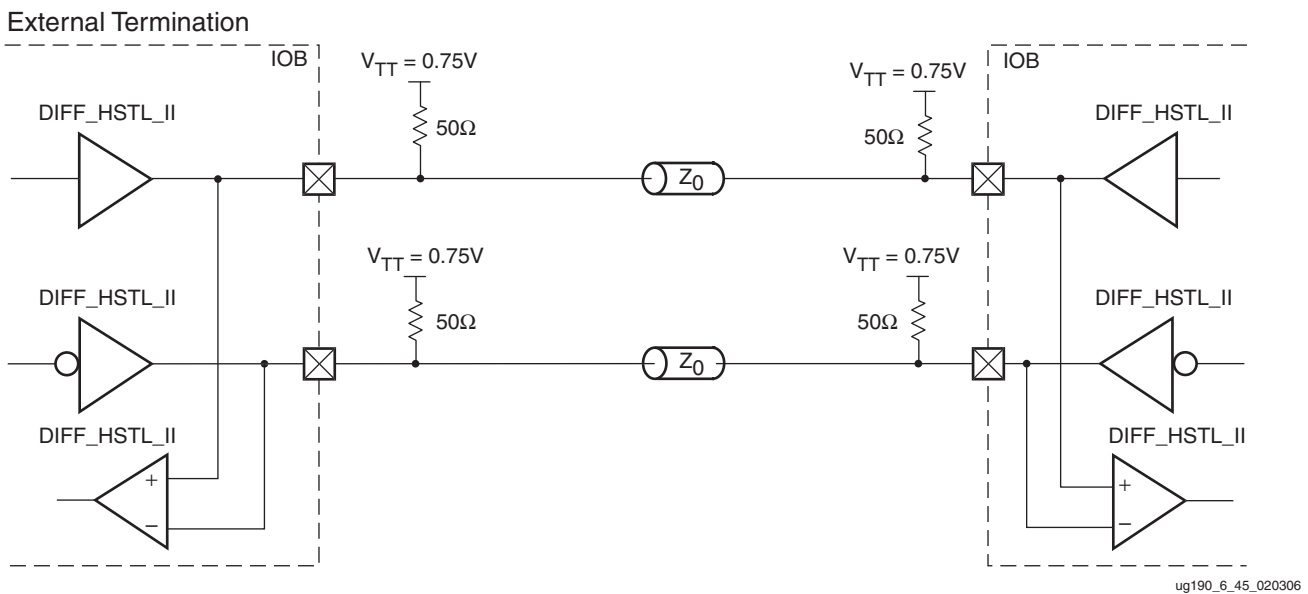 External Termination
IOB
IOB
V_TT = 0.75V
V_TT = 0.75V
DIFF_HSTL_II
50Ω
50Ω
DIFF_HSTL_II
Z_0
V_TT = 0.75V
V_TT = 0.75V
DIFF_HSTL_II
50Ω
50Ω
DIFF_HSTL_II
Z_0
DIFF_HSTL_II
DIFF_HSTL_II
+
+
–
–
ug190_6_45_020306